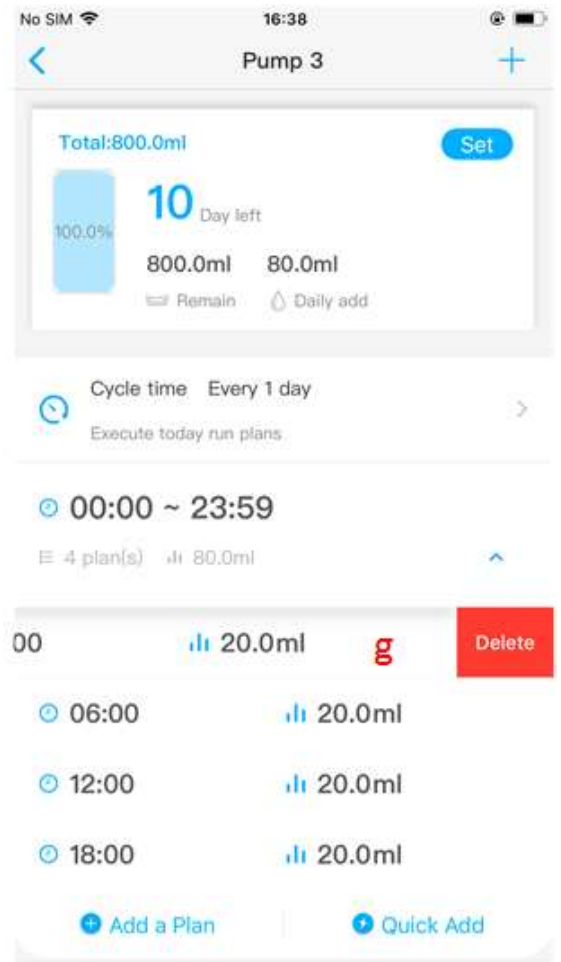 No SIM 16:38
Pump 3
Total:800.0ml Set
100.0% 10 Day left
800.0ml 80.0ml
Remain Daily add
Cycle time Every 1 day
Execute today run plans
00:00 ~ 23:59
4 plan(s) 80.0ml
00 20.0ml g Delete
06:00 20.0ml
12:00 20.0ml
18:00 20.0ml
Add a Plan Quick Add